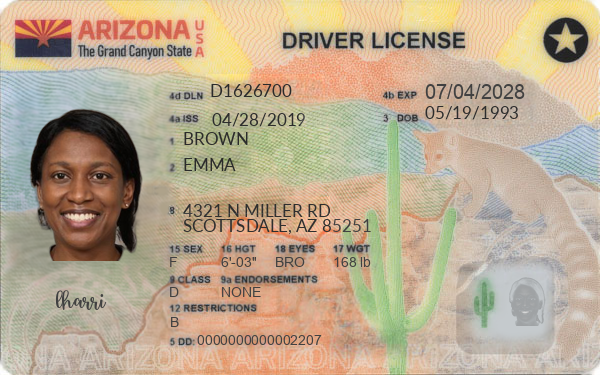 ARIZONA USA
The Grand Canyon State
DRIVER LICENSE
4d DLN D1626700
4b EXP 07/04/2028
4a ISS 04/28/2019
3 DOB 05/19/1993
1 BROWN
2 EMMA
8 4321 N MILLER RD
SCOTTSDALE, AZ 85251
15 SEX 16 HGT 18 EYES 17 WGT
F 6'-03" BRO 168 lb
9 CLASS 9a ENDORSEMENTS
D NONE
12 RESTRICTIONS
B
lharri
5 DD: 0000000000002207
ARIZONA ARIZONA ARIZONA ARIZONA